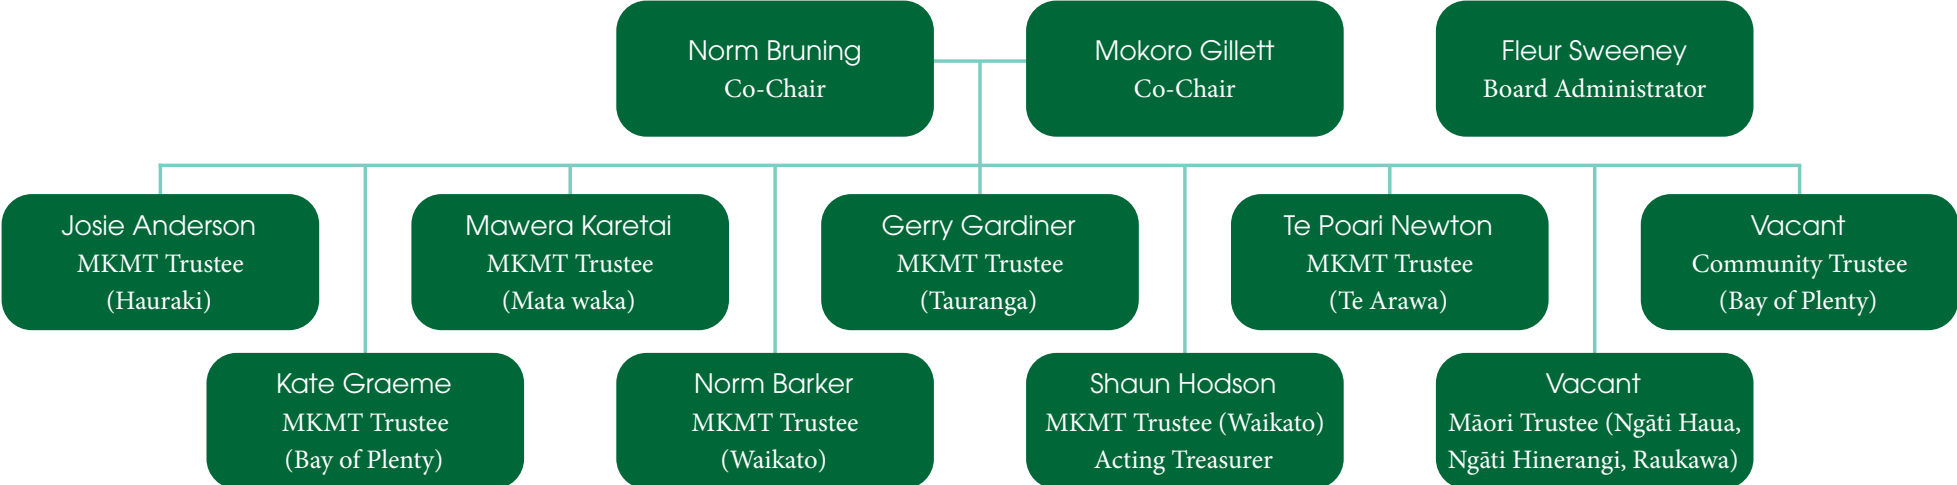 Norm Bruning
Co-Chair
Mokoro Gillett
Co-Chair
Fleur Sweeney
Board Administrator
Josie Anderson
MKMT Trustee
(Hauraki)
Mawera Karetai
MKMT Trustee
(Mata waka)
Gerry Gardiner
MKMT Trustee
(Tauranga)
Te Poari Newton
MKMT Trustee
(Te Arawa)
Vacant
Community Trustee
(Bay of Plenty)
Kate Graeme
MKMT Trustee
(Bay of Plenty)
Norm Barker
MKMT Trustee
(Waikato)
Shaun Hodson
MKMT Trustee (Waikato)
Acting Treasurer
Vacant
Māori Trustee (Ngāti Haua,
Ngāti Hinerangi, Raukawa)